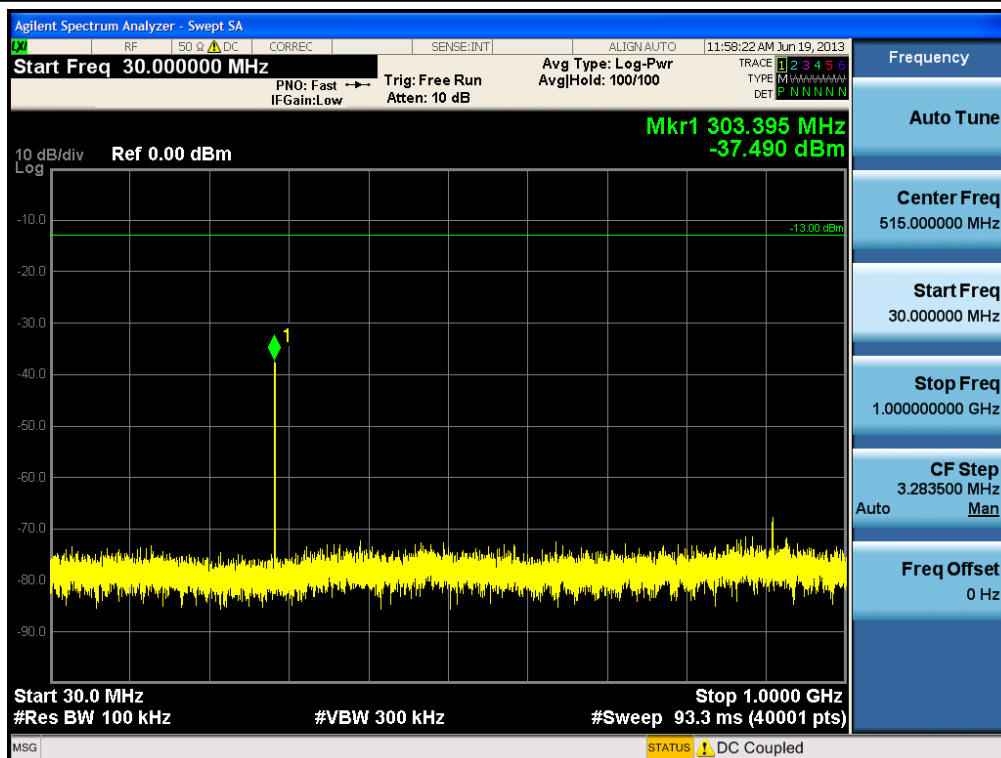 Agilent Spectrum Analyzer - Swept SA
LXI RF 50 Ω DC CORREC SENSE:INT ALIGN AUTO 11:58:22 AM Jun 19, 2013
Start Freq 30.000000 MHz
PNO: Fast
IFGain:Low
Trig: Free Run
Atten: 10 dB
Avg Type: Log-Pwr
Avg|Hold: 100/100
TRACE 1 2 3 4 5 6
TYPE M
DET P N N N N N
Mkr1 303.395 MHz
-37.490 dBm
10 dB/div Ref 0.00 dBm
Log
-10.0
-13.00 dBm
-20.0
-30.0
1
-40.0
-50.0
-60.0
-70.0
-80.0
-90.0
Start 30.0 MHz Stop 1.0000 GHz
#Res BW 100 kHz #VBW 300 kHz #Sweep 93.3 ms (40001 pts)
MSG STATUS DC Coupled
Frequency
Auto Tune
Center Freq
515.000000 MHz
Start Freq
30.000000 MHz
Stop Freq
1.000000000 GHz
CF Step
3.283500 MHz
Auto Man
Freq Offset
0 Hz